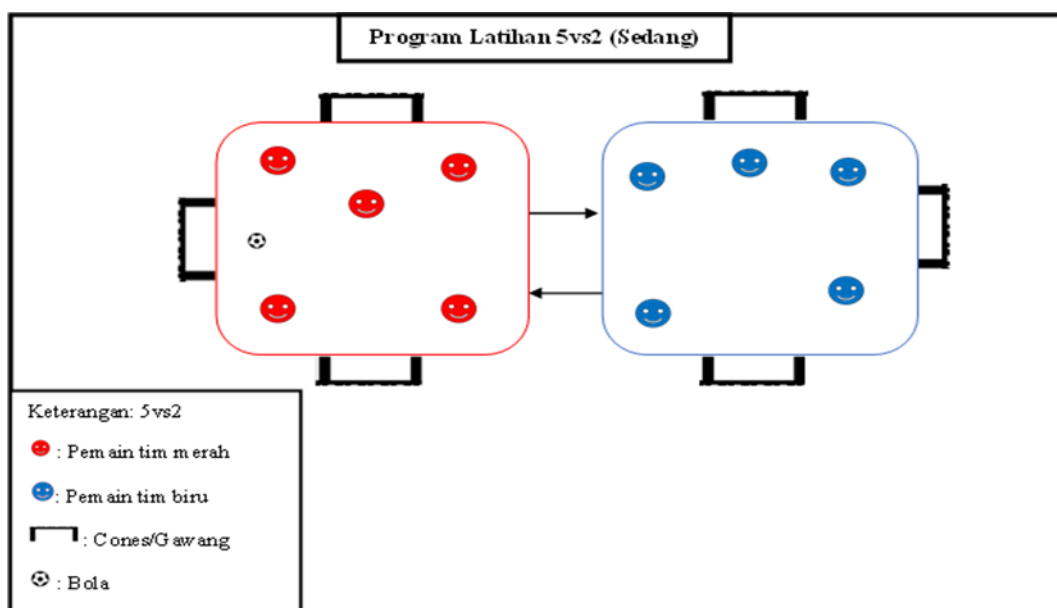 Program Latihan 5vs2 (Sedang)
Keterangan: 5vs2
: Pemain tim merah
: Pemain tim biru
: Cones/Gawang
: Bola